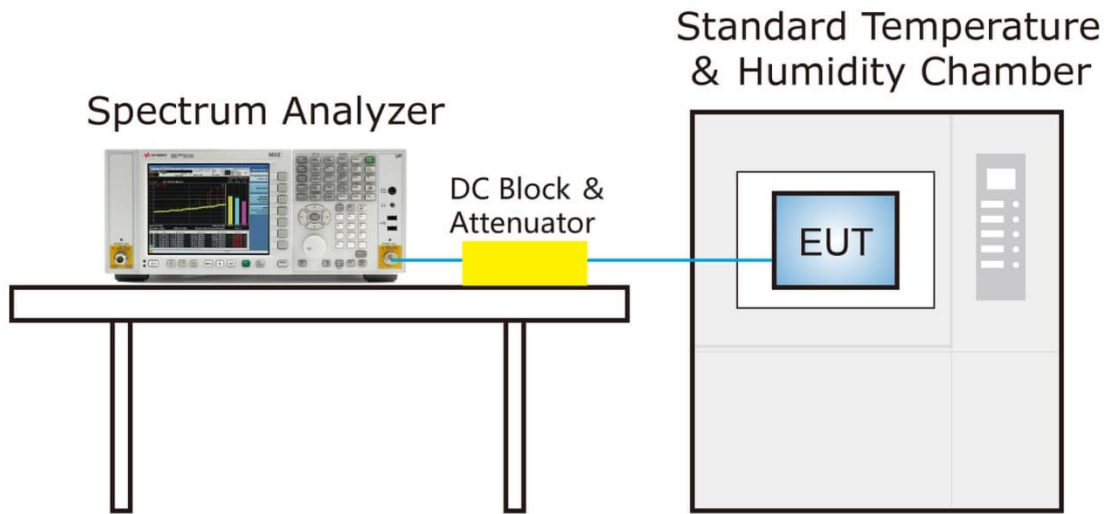 Standard Temperature
& Humidity Chamber
Spectrum Analyzer
DC Block &
Attenuator
EUT